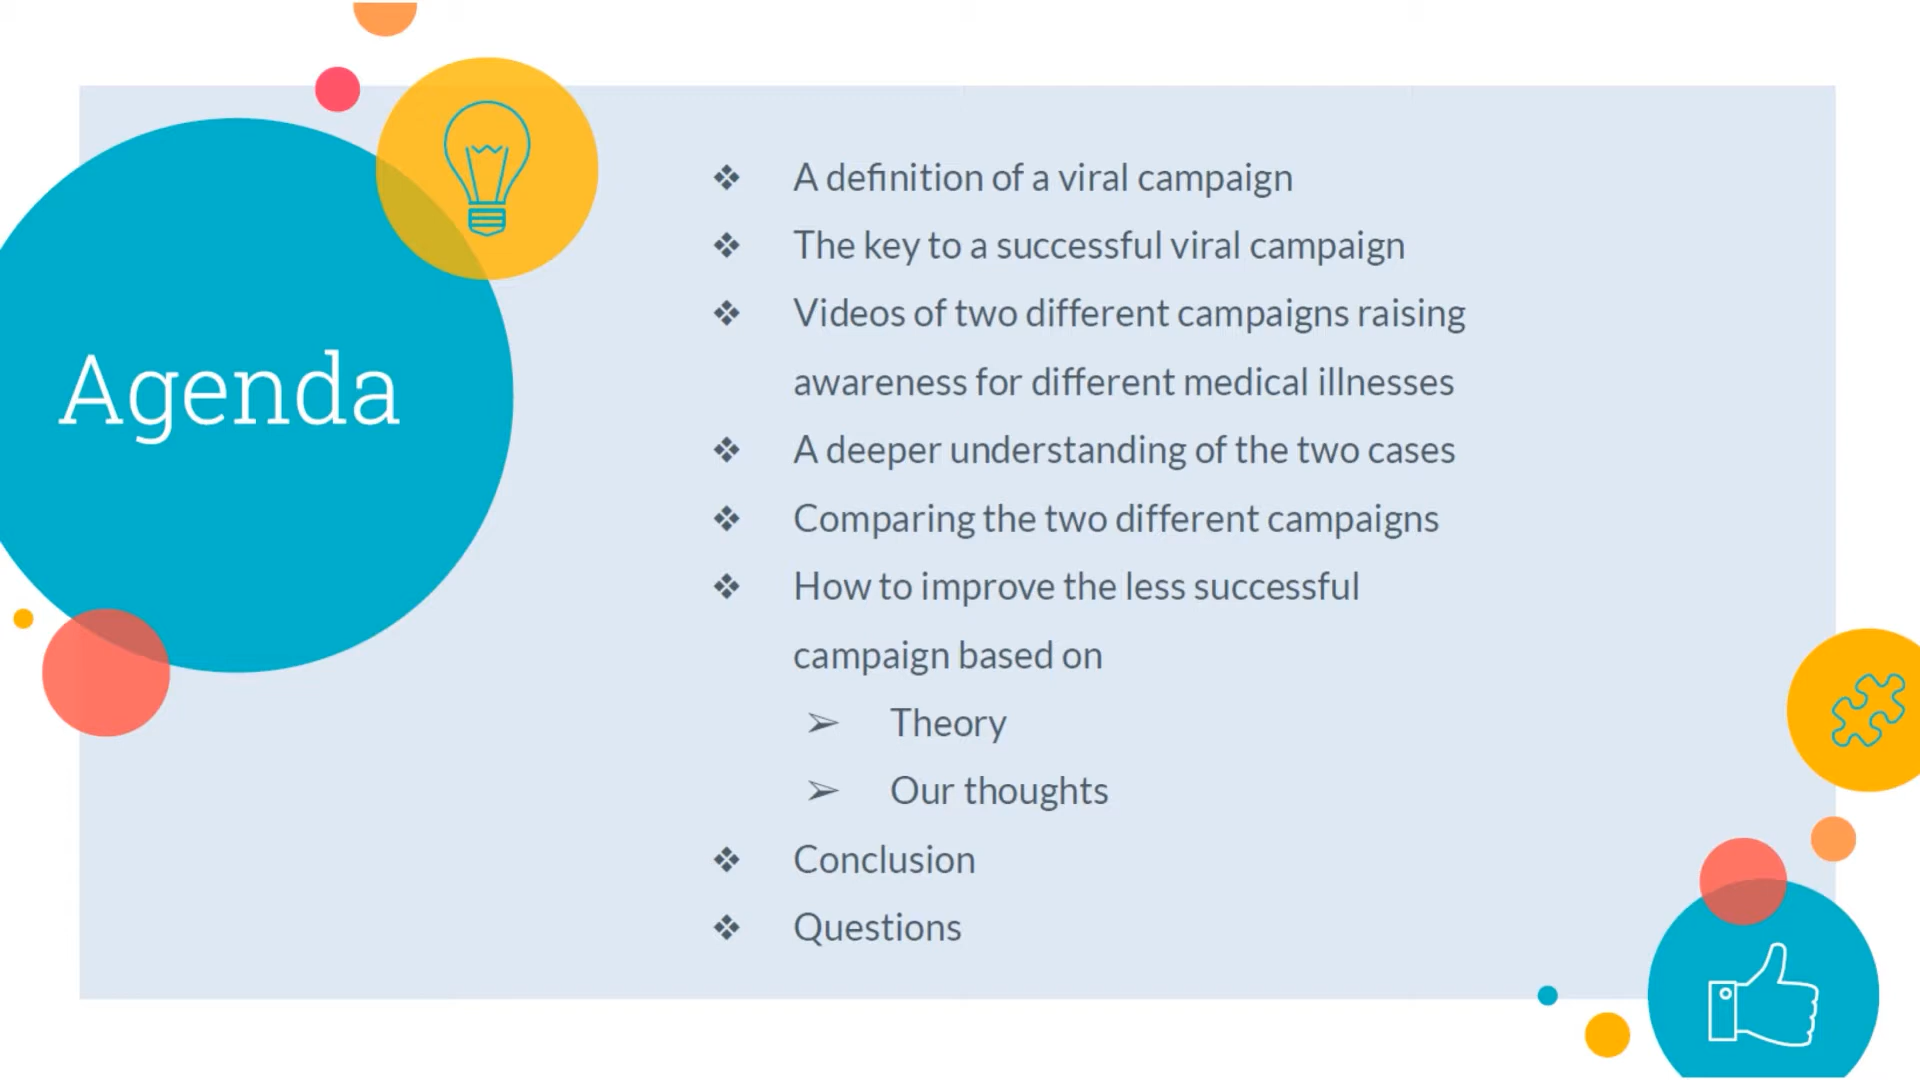 Agenda
❖ A definition of a viral campaign
❖ The key to a successful viral campaign
❖ Videos of two different campaigns raising
awareness for different medical illnesses
❖ A deeper understanding of the two cases
❖ Comparing the two different campaigns
❖ How to improve the less successful
campaign based on
➢ Theory
➢ Our thoughts
❖ Conclusion
❖ Questions